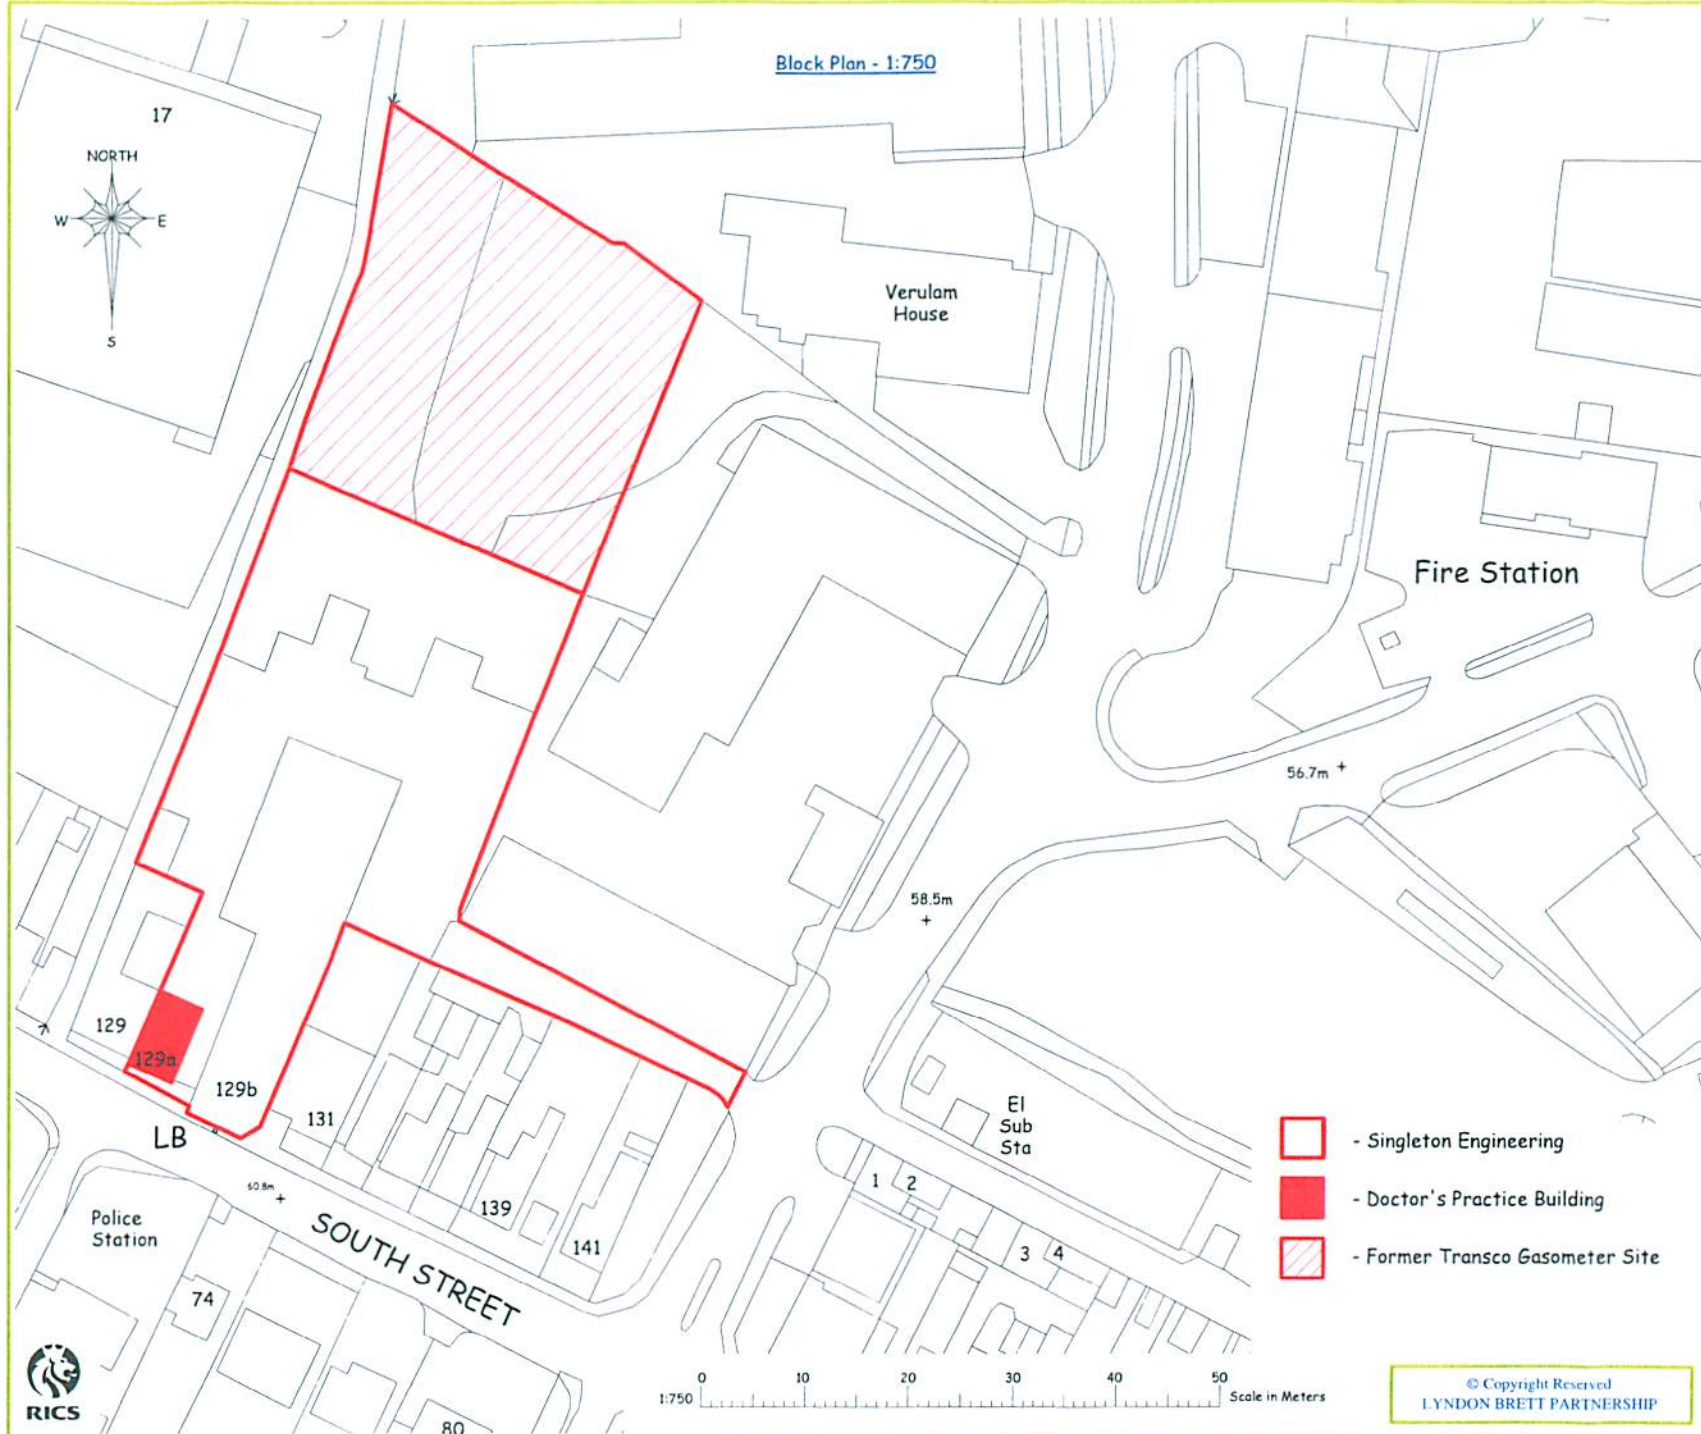 Block Plan - 1:750
17
NORTH
W
E
S
Verulam
House
Fire Station
56.7m
58.5m
129
129a
129b
131
LB
El
Sub
Sta
60.8m
1
2
139
3
4
141
SOUTH STREET
Police
Station
74
80
- Singleton Engineering
- Doctor's Practice Building
- Former Transco Gasometer Site
RICS
1:750
0 10 20 30 40 50
Scale in Meters
© Copyright Reserved
LYNDON BRETT PARTNERSHIP